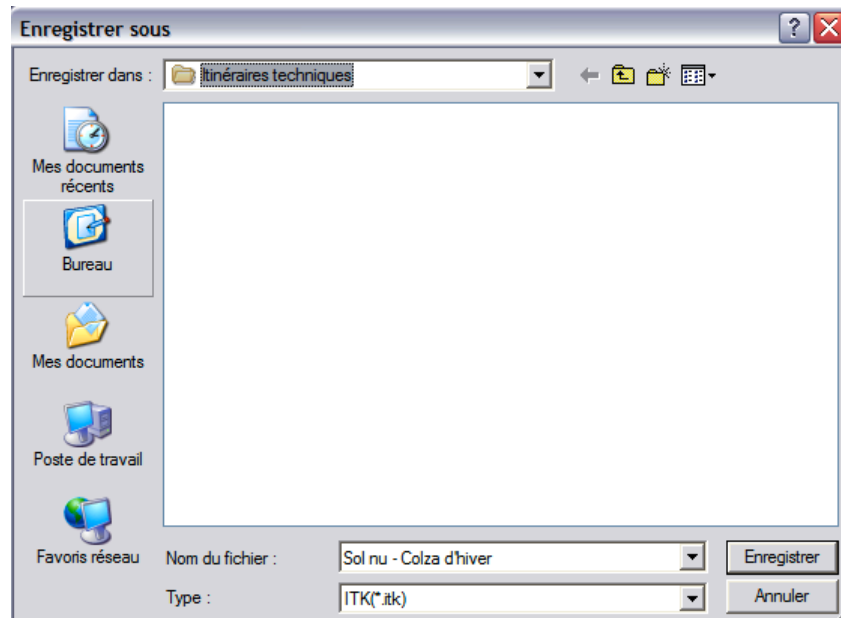 Enregistrer sous
Enregistrer dans : Itinéraires techniques
Mes documents
récents
Bureau
Mes documents
Poste de travail
Favoris réseau
Nom du fichier : Sol nu - Colza d'hiver Enregistrer
Type : ITK(*.itk) Annuler